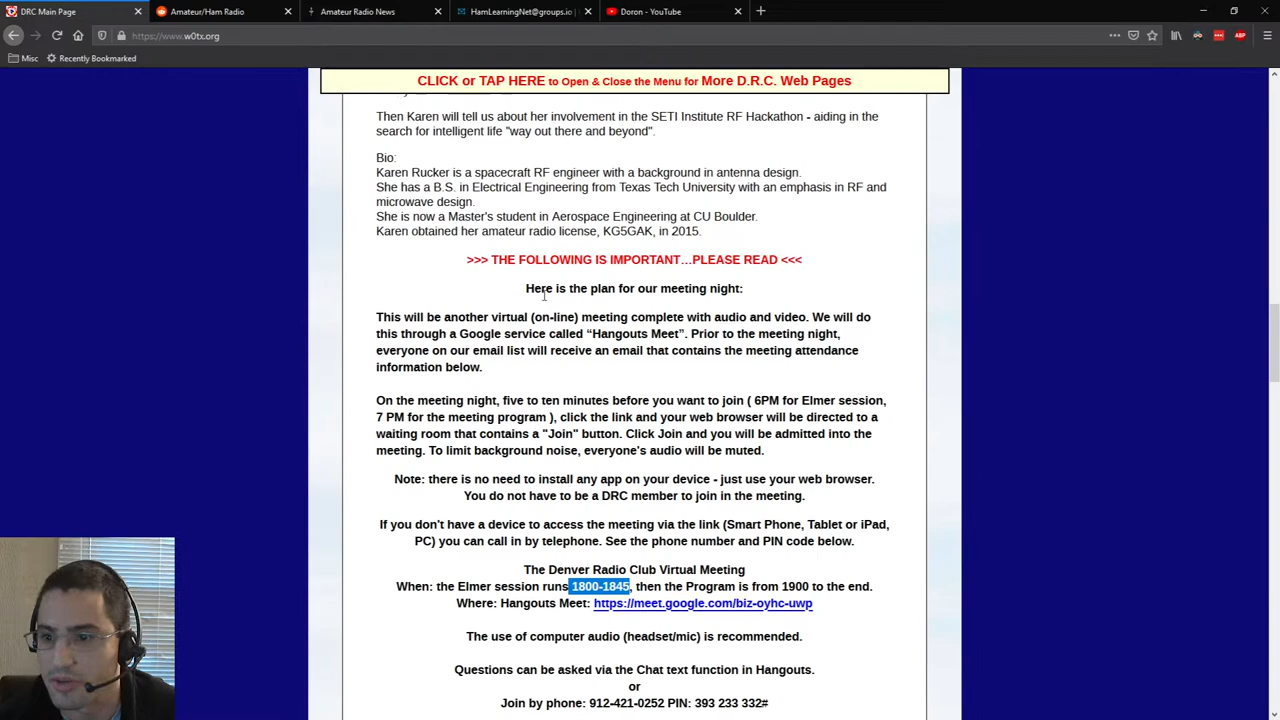 DRC Main Page
Amateur/Ham Radio
Amateur Radio News
HamLearningNet@groups.io |
Doron - YouTube
https://www.w0tx.org
Misc
Recently Bookmarked
ABP
CLICK or TAP HERE to Open & Close the Menu for More D.R.C. Web Pages
Then Karen will tell us about her involvement in the SETI Institute RF Hackathon - aiding in the
search for intelligent life "way out there and beyond".
Bio:
Karen Rucker is a spacecraft RF engineer with a background in antenna design.
She has a B.S. in Electrical Engineering from Texas Tech University with an emphasis in RF and
microwave design.
She is now a Master's student in Aerospace Engineering at CU Boulder.
Karen obtained her amateur radio license, KG5GAK, in 2015.
>>> THE FOLLOWING IS IMPORTANT...PLEASE READ <<<
Here is the plan for our meeting night:
This will be another virtual (on-line) meeting complete with audio and video. We will do
this through a Google service called “Hangouts Meet”. Prior to the meeting night,
everyone on our email list will receive an email that contains the meeting attendance
information below.
On the meeting night, five to ten minutes before you want to join ( 6PM for Elmer session,
7 PM for the meeting program ), click the link and your web browser will be directed to a
waiting room that contains a "Join" button. Click Join and you will be admitted into the
meeting. To limit background noise, everyone's audio will be muted.
Note: there is no need to install any app on your device - just use your web browser.
You do not have to be a DRC member to join in the meeting.
If you don't have a device to access the meeting via the link (Smart Phone, Tablet or iPad,
PC) you can call in by telephone. See the phone number and PIN code below.
The Denver Radio Club Virtual Meeting
When: the Elmer session runs 1800-1845, then the Program is from 1900 to the end.
Where: Hangouts Meet: https://meet.google.com/biz-oyhc-uwp
The use of computer audio (headset/mic) is recommended.
Questions can be asked via the Chat text function in Hangouts.
or
Join by phone: 912-421-0252 PIN: 393 233 332#